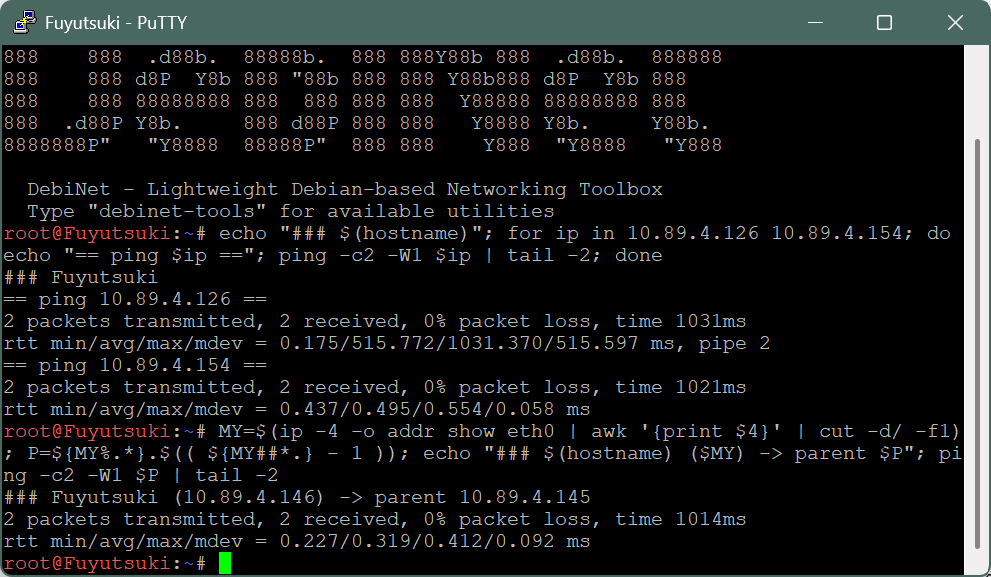 Fuyutsuki - PuTTY
888    888  .d88b.  88888b.  888 888Y88b 888  .d88b.  888888
888    888 d8P  Y8b 888 "88b 888 888 Y88b888 d8P  Y8b 888
888    888 88888888 888  888 888 888  Y88888 88888888 888
888  .d88P Y8b.     888 d88P 888 888   Y8888 Y8b.     Y88b.
8888888P"   "Y8888  88888P"  888 888    Y888  "Y8888   "Y888
  DebiNet - Lightweight Debian-based Networking Toolbox
  Type "debinet-tools" for available utilities
root@Fuyutsuki:~# echo "### $(hostname)"; for ip in 10.89.4.126 10.89.4.154; do
echo "== ping $ip =="; ping -c2 -W1 $ip | tail -2; done
### Fuyutsuki
== ping 10.89.4.126 ==
2 packets transmitted, 2 received, 0% packet loss, time 1031ms
rtt min/avg/max/mdev = 0.175/515.772/1031.370/515.597 ms, pipe 2
== ping 10.89.4.154 ==
2 packets transmitted, 2 received, 0% packet loss, time 1021ms
rtt min/avg/max/mdev = 0.437/0.495/0.554/0.058 ms
root@Fuyutsuki:~# MY=$(ip -4 -o addr show eth0 | awk '{print $4}' | cut -d/ -f1)
; P=${MY%.*}.$(( ${MY##*.} - 1 )); echo "### $(hostname) ($MY) -> parent $P"; pi
ng -c2 -W1 $P | tail -2
### Fuyutsuki (10.89.4.146) -> parent 10.89.4.145
2 packets transmitted, 2 received, 0% packet loss, time 1014ms
rtt min/avg/max/mdev = 0.227/0.319/0.412/0.092 ms
root@Fuyutsuki:~#